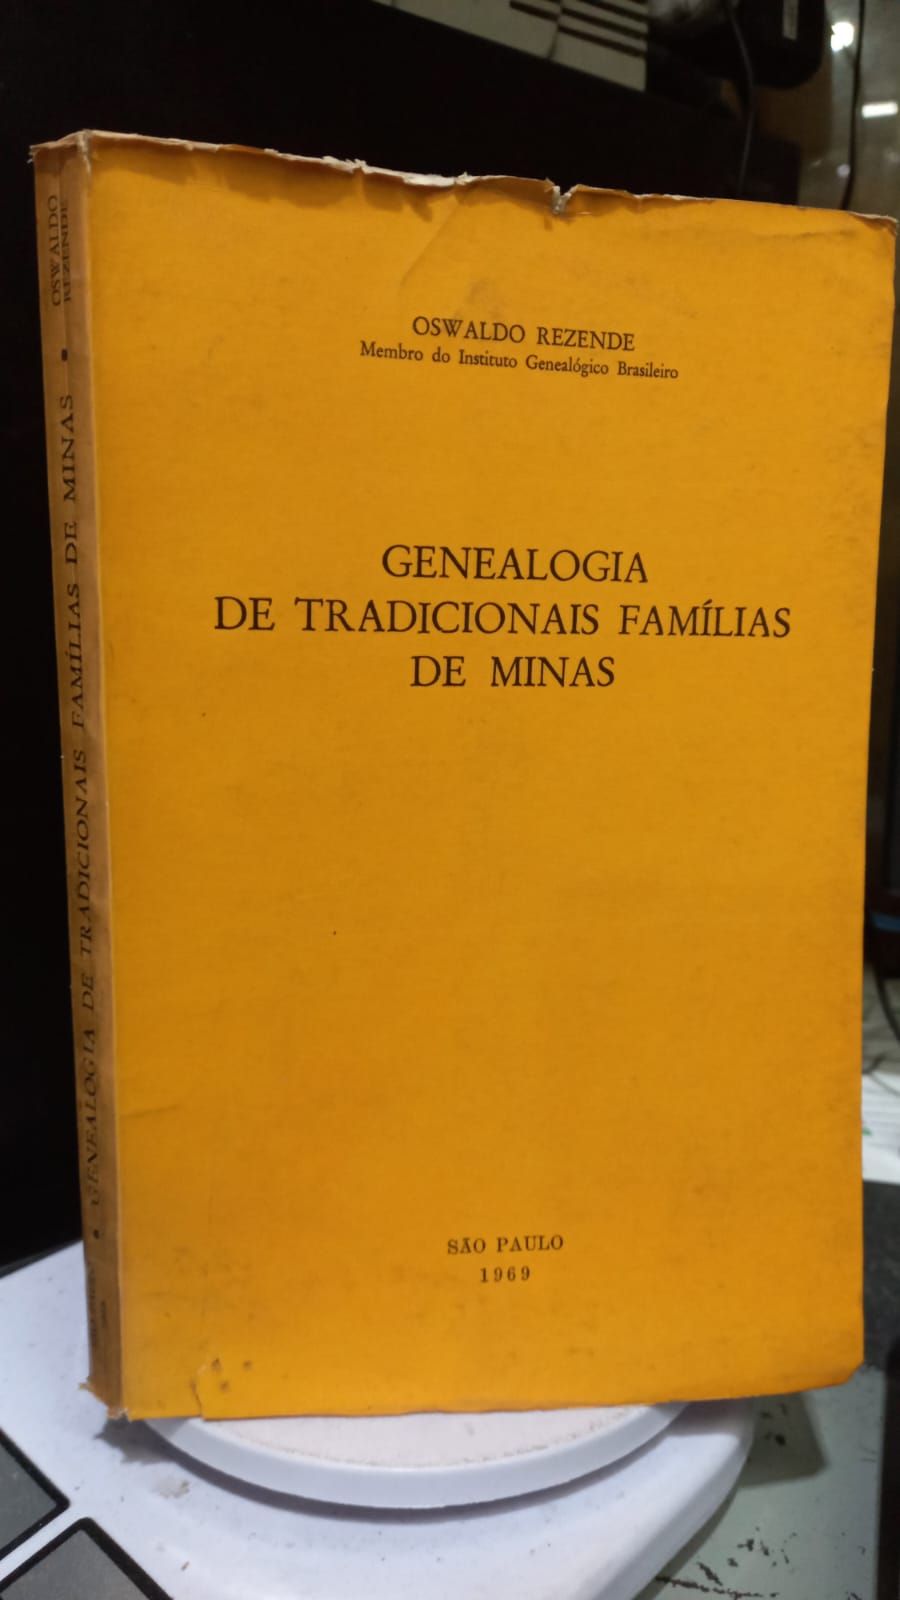 OSWALDO REZENDE
Membro do Instituto Genealógico Brasileiro
GENEALOGIA
DE TRADICIONAIS FAMÍLIAS
DE MINAS
SÃO PAULO
1969
OSWALDO
REZENDE
• GENEALOGIA DE TRADICIONAIS FAMÍLIAS DE MINAS •